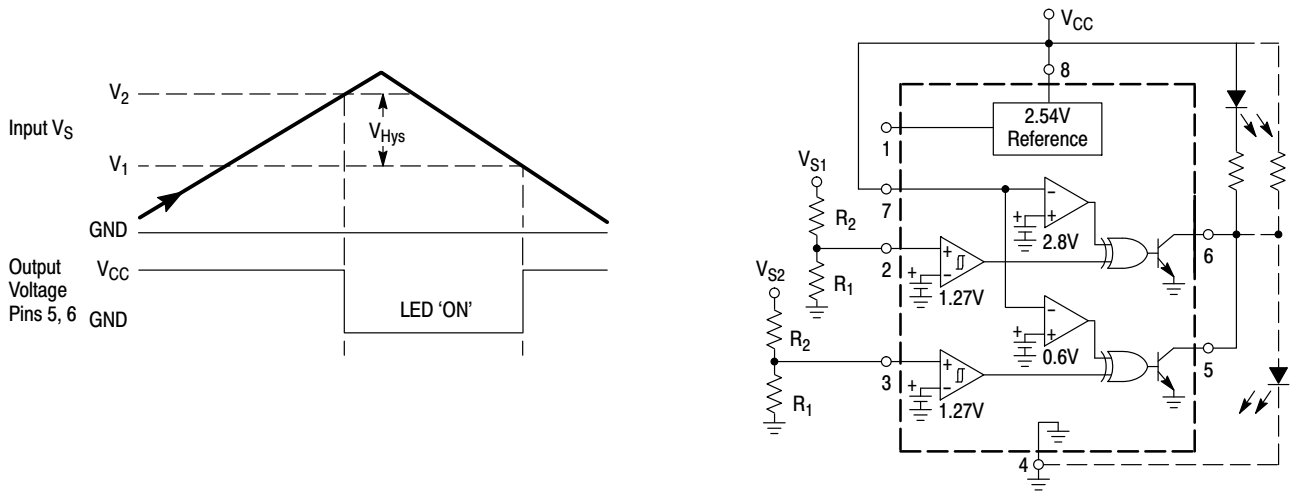 V2
Input VS
VHys
V1
GND
Output
Voltage
Pins 5, 6
VCC
GND
LED 'ON'
VCC
8
2.54V
Reference
1
VS1
7
R2
2.8V
2
6
VS2
R1
1.27V
R2
0.6V
3
5
R1
1.27V
4